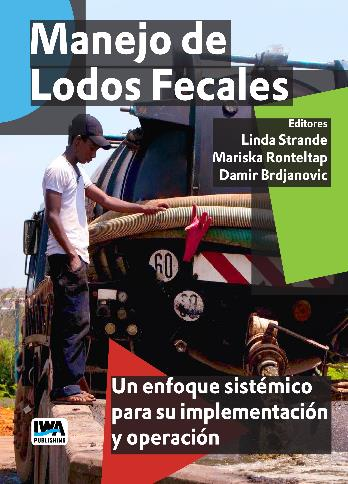 Manejo de
Lodos Fecales
Editores
Linda Strande
Mariska Ronteltap
Damir Brdjanovic
60
60
Un enfoque sistémico
para su implementación
y operación
IWA
PUBLISHING